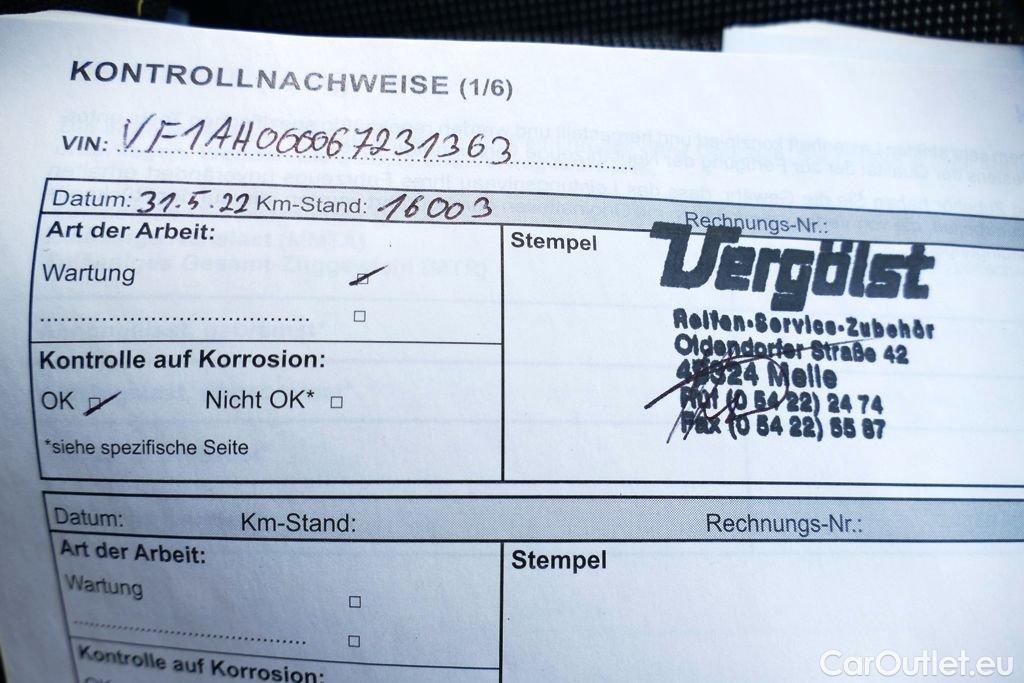 KONTROLLNACHWEISE (1/6)
VIN: VF1AH000067231363
Datum: 31.5.22 Km-Stand: 16003 Rechnungs-Nr.:
Art der Arbeit:
Wartung
Kontrolle auf Korrosion:
OK Nicht OK*
*siehe spezifische Seite
Stempel
Vergölst
Reifen-Service-Zubehör
Oldendorfer Straße 42
49324 Melle
Ruf (0 54 22) 24 74
Fax (0 54 22) 55 87
Datum: Km-Stand: Rechnungs-Nr.:
Art der Arbeit:
Wartung
Kontrolle auf Korrosion:
Stempel
CarOutlet.eu